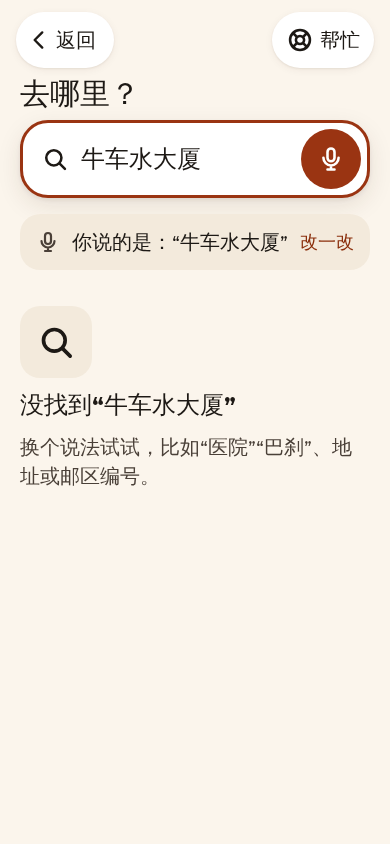 返回
帮忙
去哪里？
牛车水大厦
你说的是：“牛车水大厦”
改一改
没找到“牛车水大厦”
换个说法试试，比如“医院”“巴刹”、地
址或邮区编号。